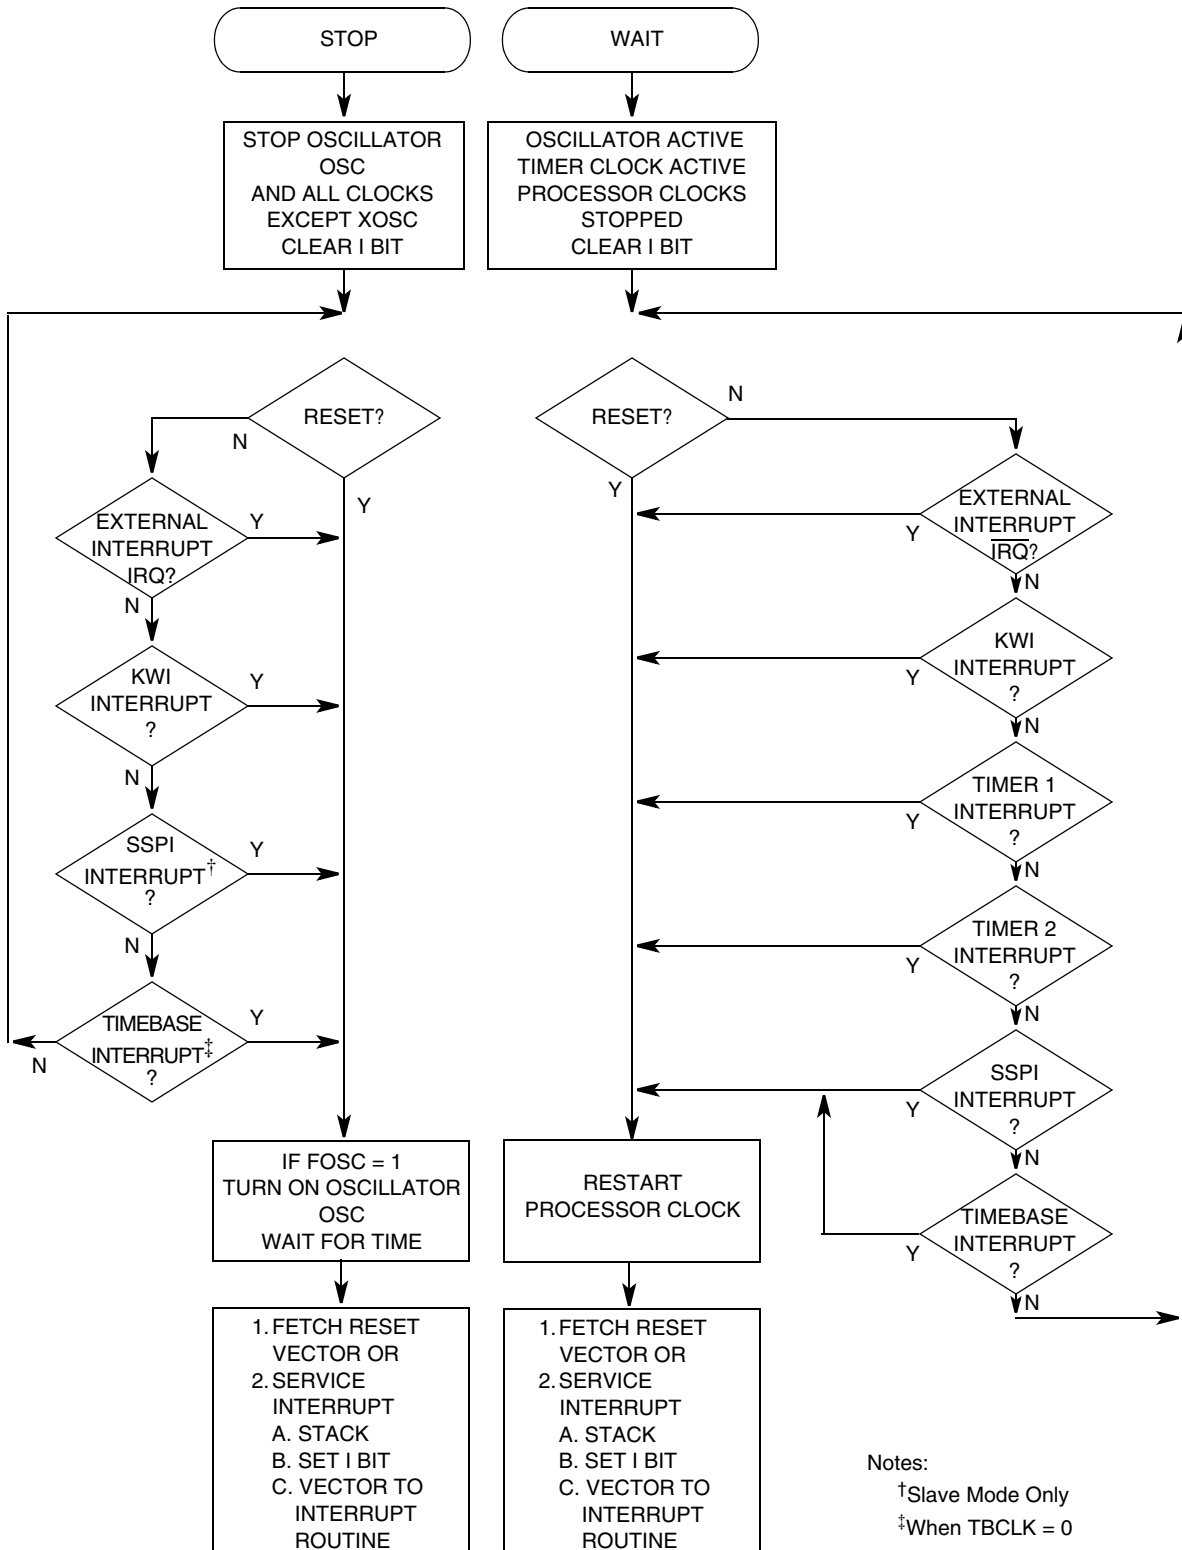 STOP
WAIT
STOP OSCILLATOR
OSC
AND ALL CLOCKS
EXCEPT XOSC
CLEAR I BIT
OSCILLATOR ACTIVE
TIMER CLOCK ACTIVE
PROCESSOR CLOCKS
STOPPED
CLEAR I BIT
RESET?
N
Y
EXTERNAL
INTERRUPT
IRQ?
Y
N
KWI
INTERRUPT
?
Y
N
SSPI
INTERRUPT†
?
Y
N
TIMEBASE
INTERRUPT‡
?
Y
N
IF FOSC = 1
TURN ON OSCILLATOR
OSC
WAIT FOR TIME
1. FETCH RESET
VECTOR OR
2. SERVICE
INTERRUPT
A. STACK
B. SET I BIT
C. VECTOR TO
INTERRUPT
ROUTINE
RESET?
N
Y
EXTERNAL
INTERRUPT
I̅R̅Q̅?
Y
N
KWI
INTERRUPT
?
Y
N
TIMER 1
INTERRUPT
?
Y
N
TIMER 2
INTERRUPT
?
Y
N
SSPI
INTERRUPT
?
Y
N
TIMEBASE
INTERRUPT
?
Y
N
RESTART
PROCESSOR CLOCK
1. FETCH RESET
VECTOR OR
2. SERVICE
INTERRUPT
A. STACK
B. SET I BIT
C. VECTOR TO
INTERRUPT
ROUTINE
Notes:
†Slave Mode Only
‡When TBCLK = 0